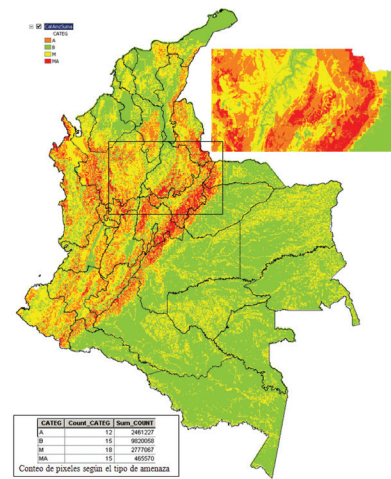 CatAmzSuma
CATEG
A
B
M
MA
CATEG Count_CATEG Sum_COUNT
A 12 2461227
B 15 9820058
M 18 2777067
MA 15 465570
Conteo de pixeles según el tipo de amenaza